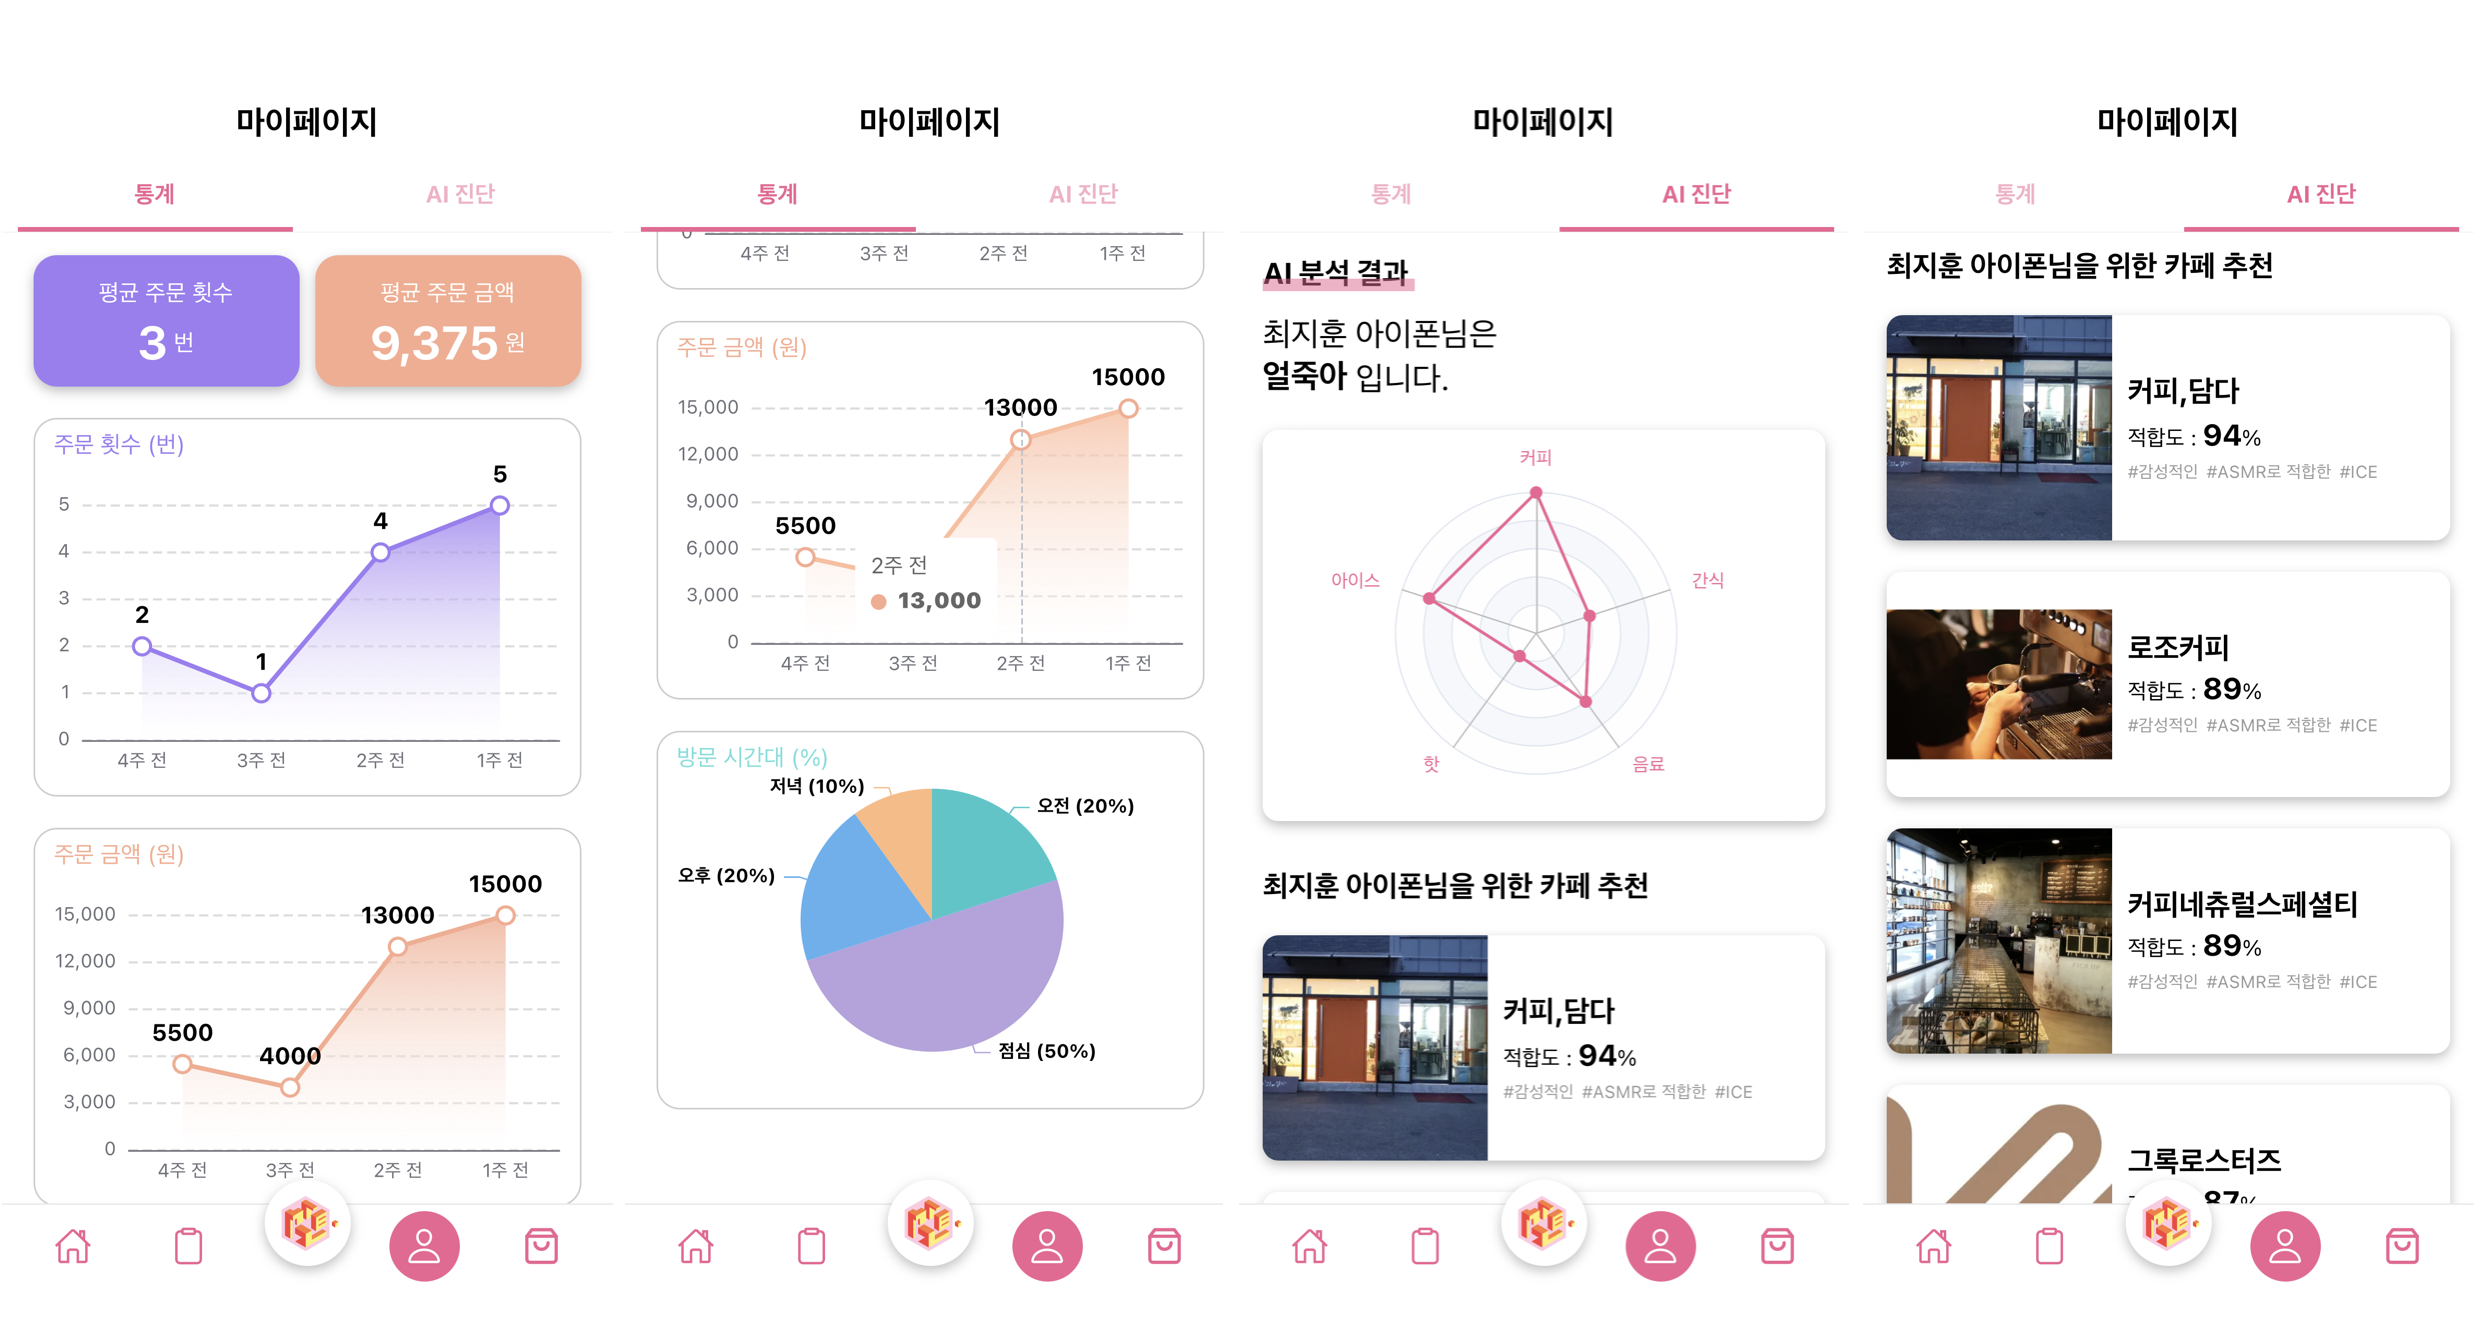 마이페이지
통계
AI 진단
평균 주문 횟수
3 번
평균 주문 금액
9,375 원
주문 횟수 (번)
5
4
3
2
1
0
2
1
4
5
4주 전
3주 전
2주 전
1주 전
주문 금액 (원)
15,000
12,000
9,000
6,000
3,000
0
5500
4000
13000
15000
4주 전
3주 전
2주 전
1주 전
마이페이지
통계
AI 진단
0
4주 전
3주 전
2주 전
1주 전
주문 금액 (원)
15,000
12,000
9,000
6,000
3,000
0
5500
13000
15000
2주 전
13,000
4주 전
3주 전
2주 전
1주 전
방문 시간대 (%)
저녁 (10%)
오전 (20%)
오후 (20%)
점심 (50%)
마이페이지
통계
AI 진단
AI 분석 결과
최지훈 아이폰님은
얼죽아 입니다.
커피
아이스
간식
핫
음료
최지훈 아이폰님을 위한 카페 추천
커피,담다
적합도 : 94%
#감성적인 #ASMR로 적합한 #ICE
마이페이지
통계
AI 진단
최지훈 아이폰님을 위한 카페 추천
커피,담다
적합도 : 94%
#감성적인 #ASMR로 적합한 #ICE
로조커피
적합도 : 89%
#감성적인 #ASMR로 적합한 #ICE
커피네츄럴스페셜티
적합도 : 89%
#감성적인 #ASMR로 적합한 #ICE
그록로스터즈
87%